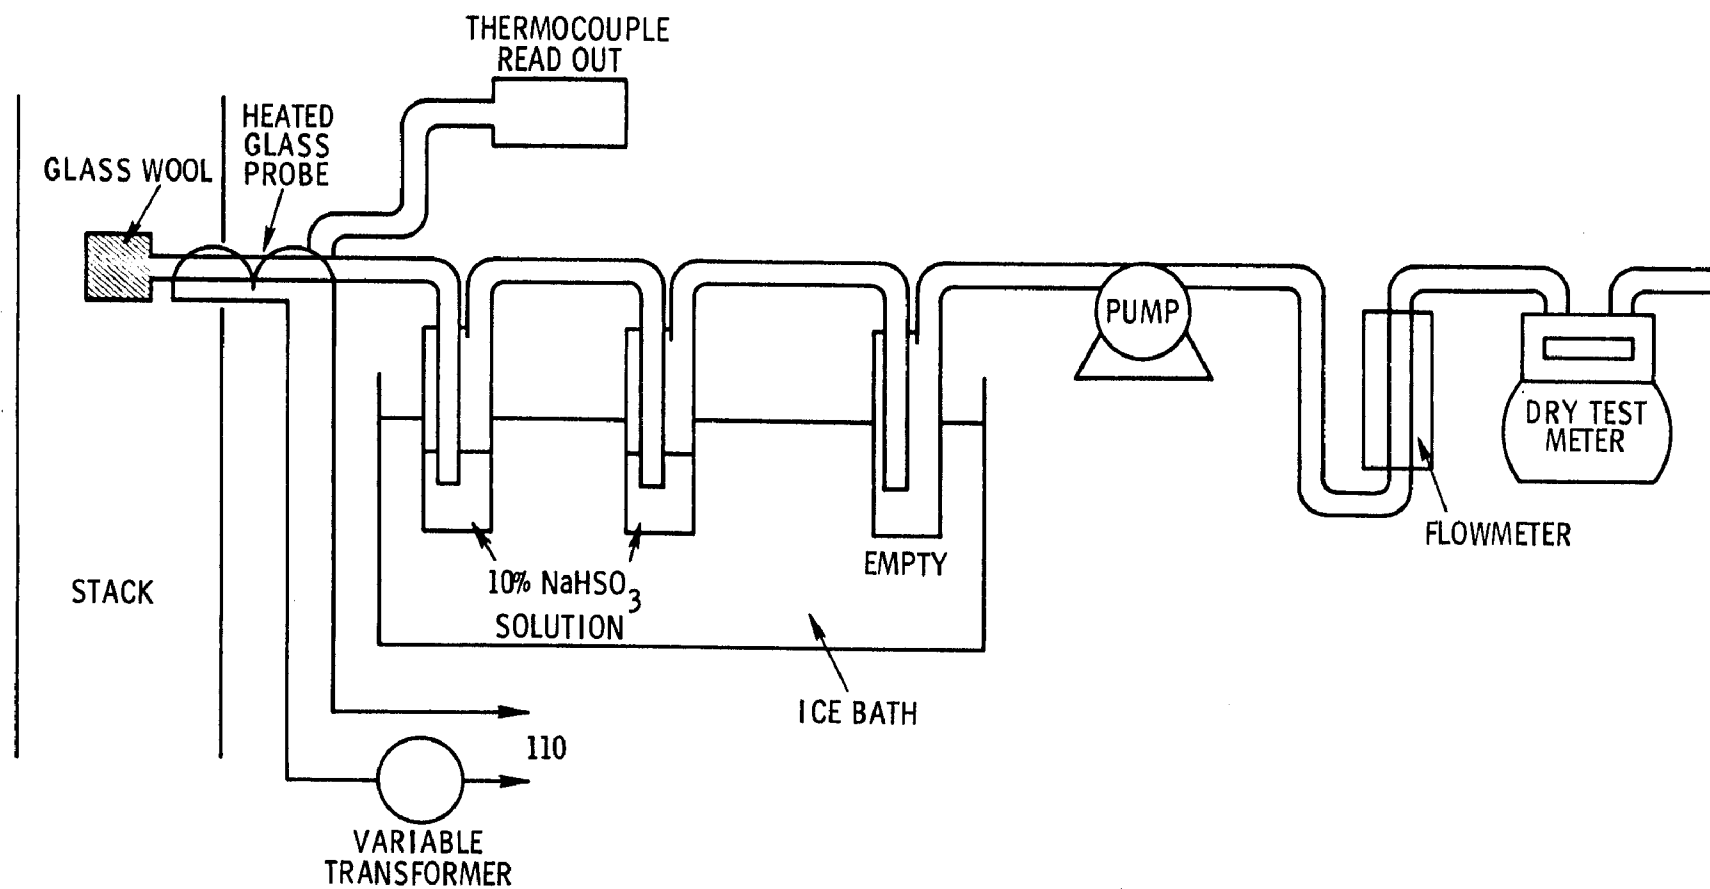 THERMOCOUPLE
READ OUT
HEATED
GLASS
PROBE
GLASS WOOL
PUMP
DRY TEST
METER
FLOWMETER
EMPTY
10% NaHSO3
SOLUTION
STACK
ICE BATH
110
VARIABLE
TRANSFORMER